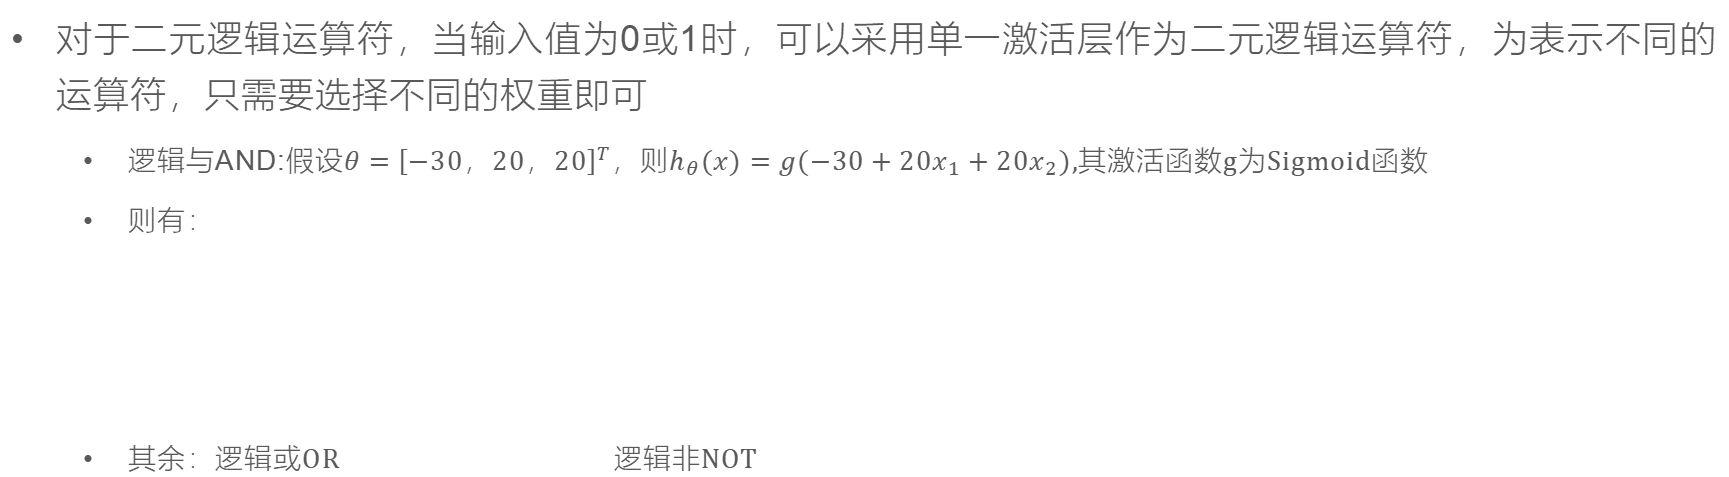 • 对于二元逻辑运算符，当输入值为0或1时，可以采用单一激活层作为二元逻辑运算符，为表示不同的
运算符，只需要选择不同的权重即可
• 逻辑与AND:假设θ = [−30，20，20]ᵀ，则h_θ(x) = g(−30 + 20x₁ + 20x₂),其激活函数g为Sigmoid函数
• 则有：
• 其余：逻辑或OR 逻辑非NOT